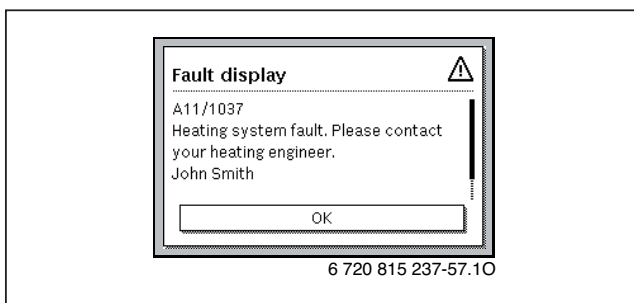 Fault display
A11/1037
Heating system fault. Please contact
your heating engineer.
John Smith
OK
6 720 815 237-57.1O